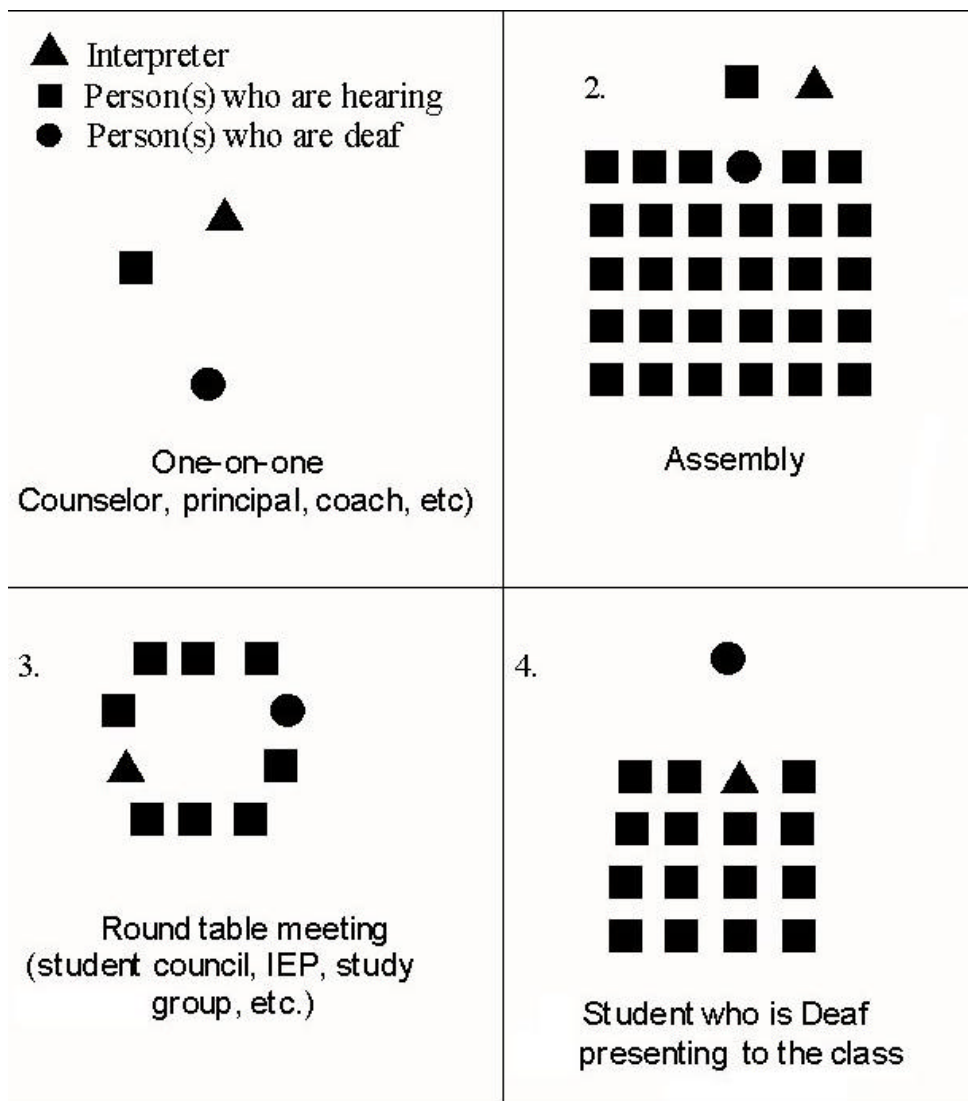 Interpreter
Person(s) who are hearing
Person(s) who are deaf
One-on-one
Counselor, principal, coach, etc)
2.
Assembly
3.
Round table meeting
(student council, IEP, study
group, etc.)
4.
Student who is Deaf
presenting to the class